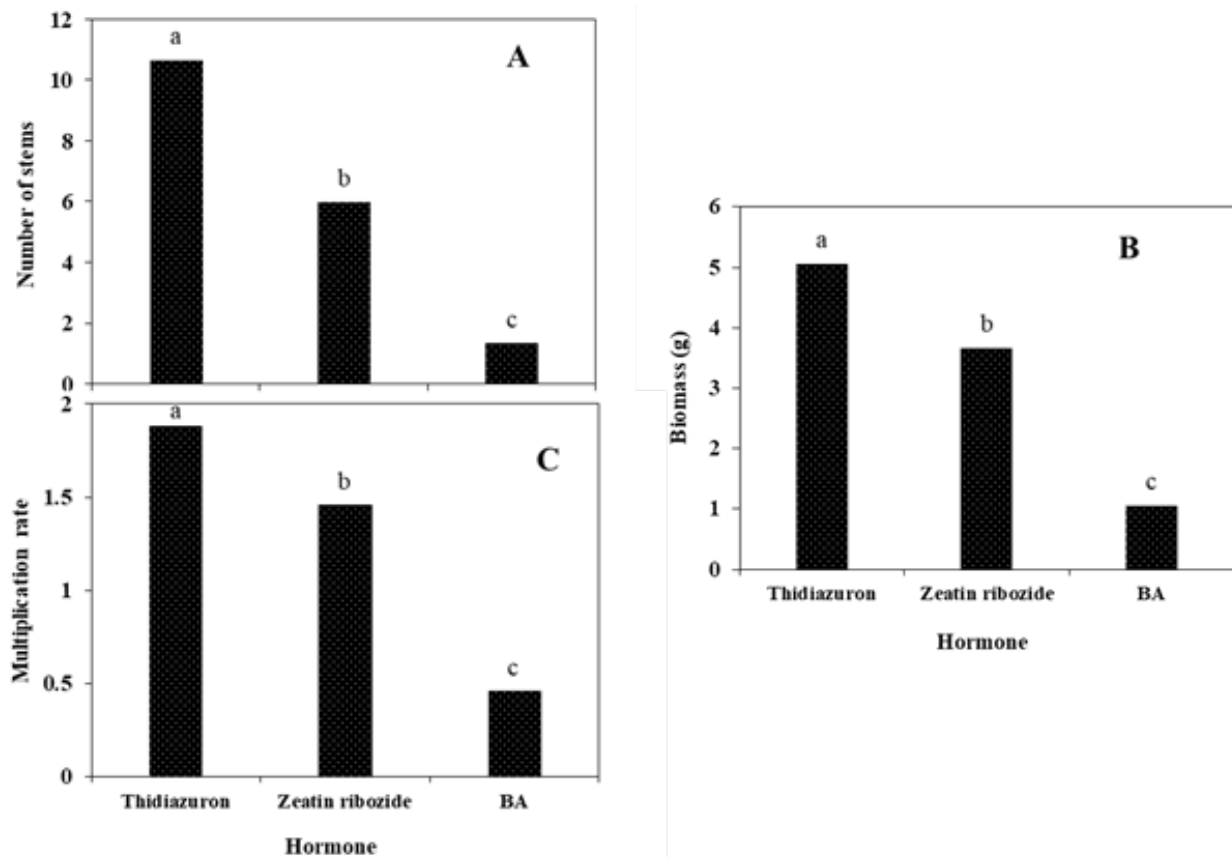 12
10
8
6
4
2
0
Number of stems
a
b
c
A
2
1.5
1
0.5
0
Multiplication rate
a
b
c
C
Thidiazuron Zeatin ribozide BA
Hormone
6
5
4
3
2
1
0
Biomass (g)
a
b
c
B
Thidiazuron Zeatin ribozide BA
Hormone